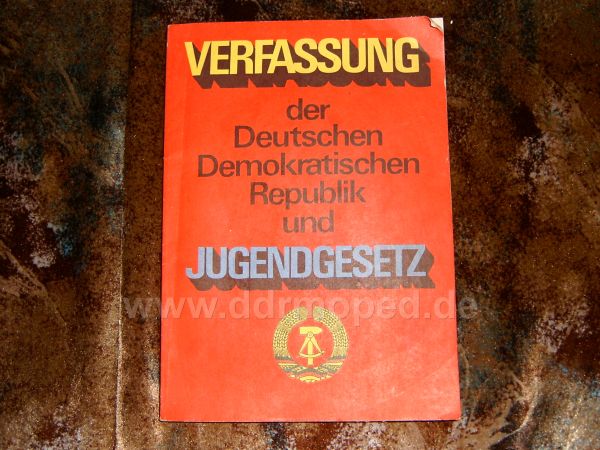 VERFASSUNG
der
Deutschen
Demokratischen
Republik
und
JUGENDGESETZ
www.ddrmoped.de